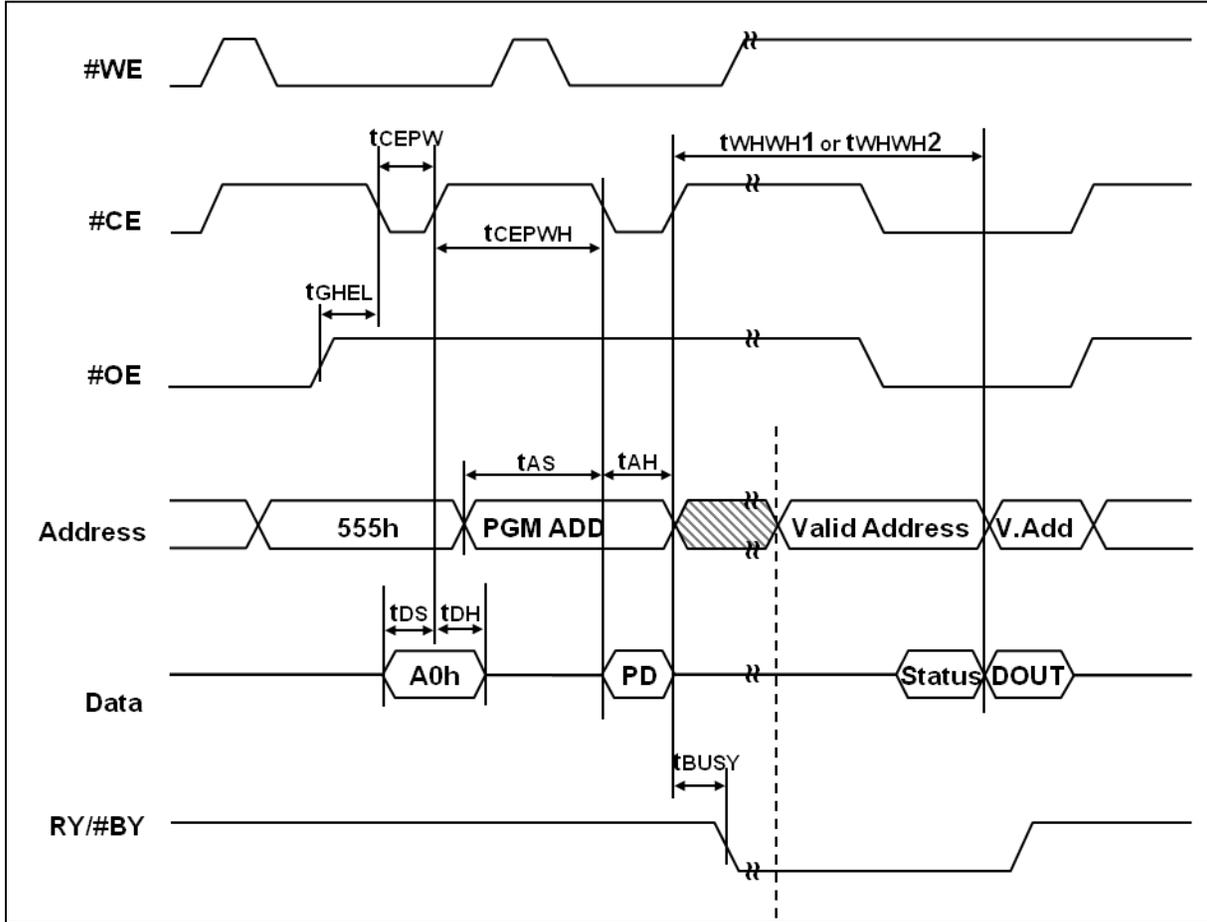 #WE
tCEPW
tWHWH1 or tWHWH2
#CE
tCEPWH
tGHEL
#OE
tAS
tAH
Address
555h
PGM ADD
Valid Address
V.Add
tDS
tDH
A0h
PD
Status
DOUT
Data
tBUSY
RY/#BY